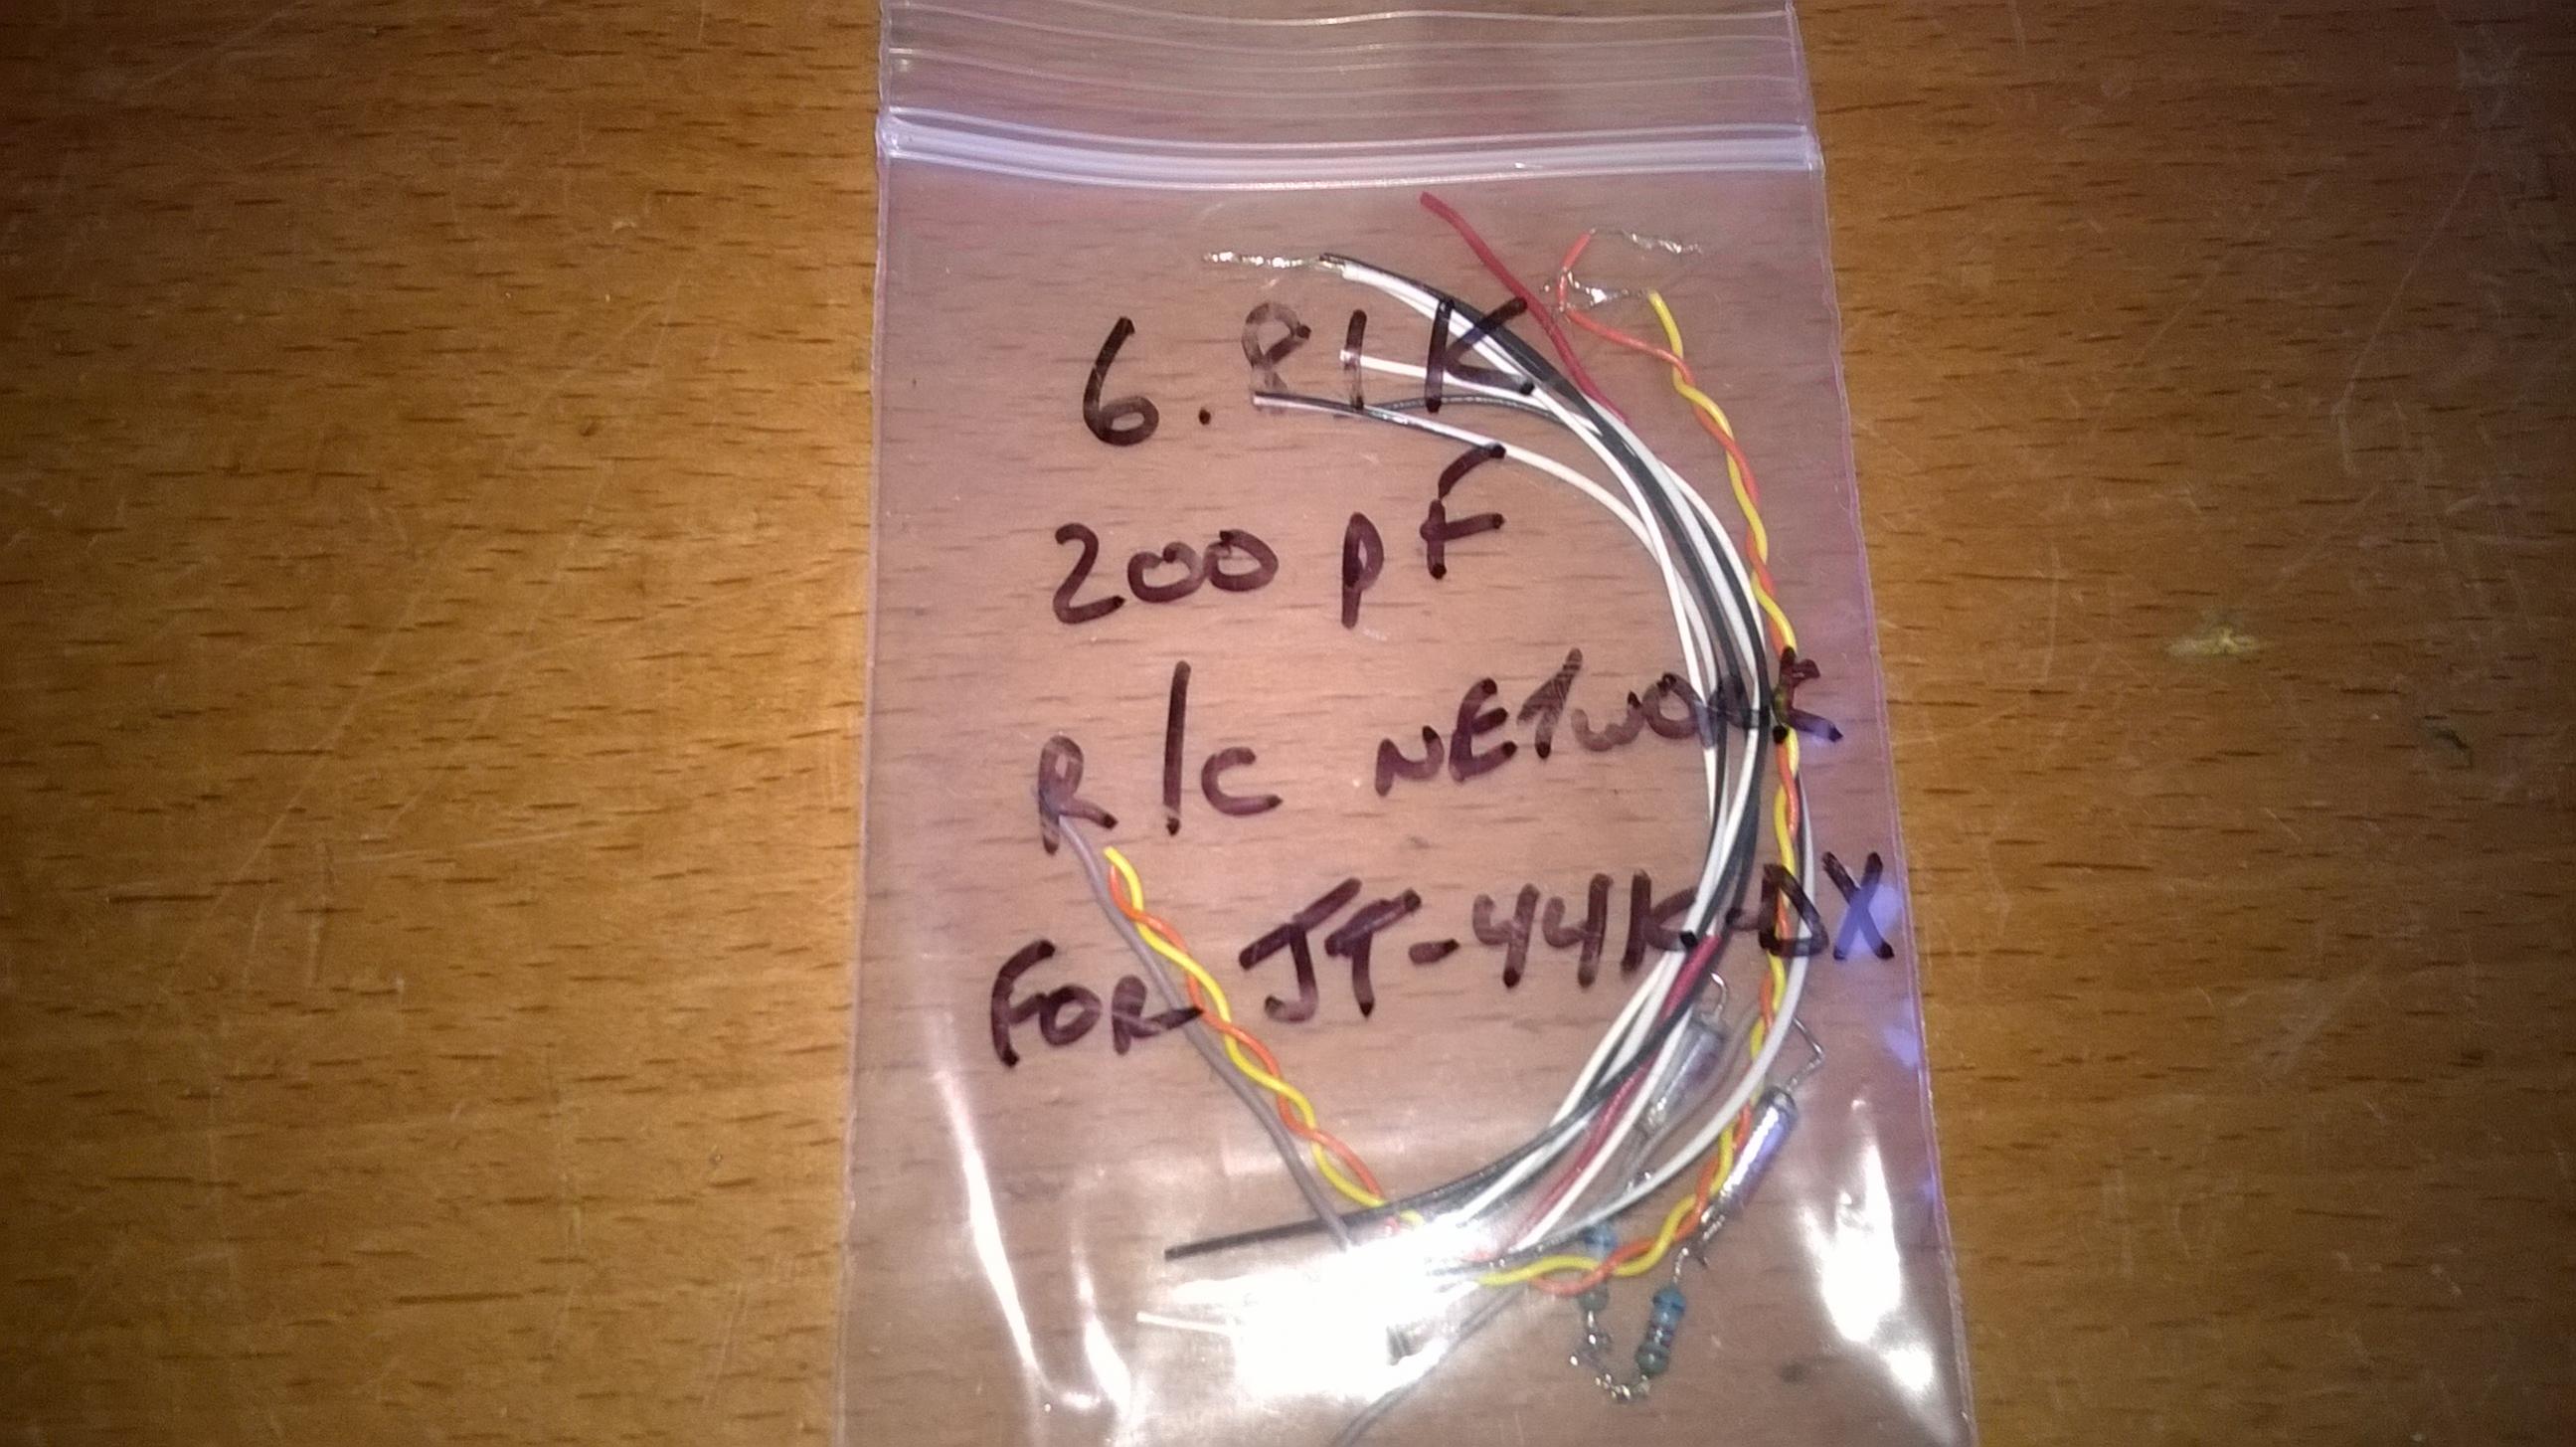 6.81K
200 pF
R/C NETWORK
FOR JT-44K-DX